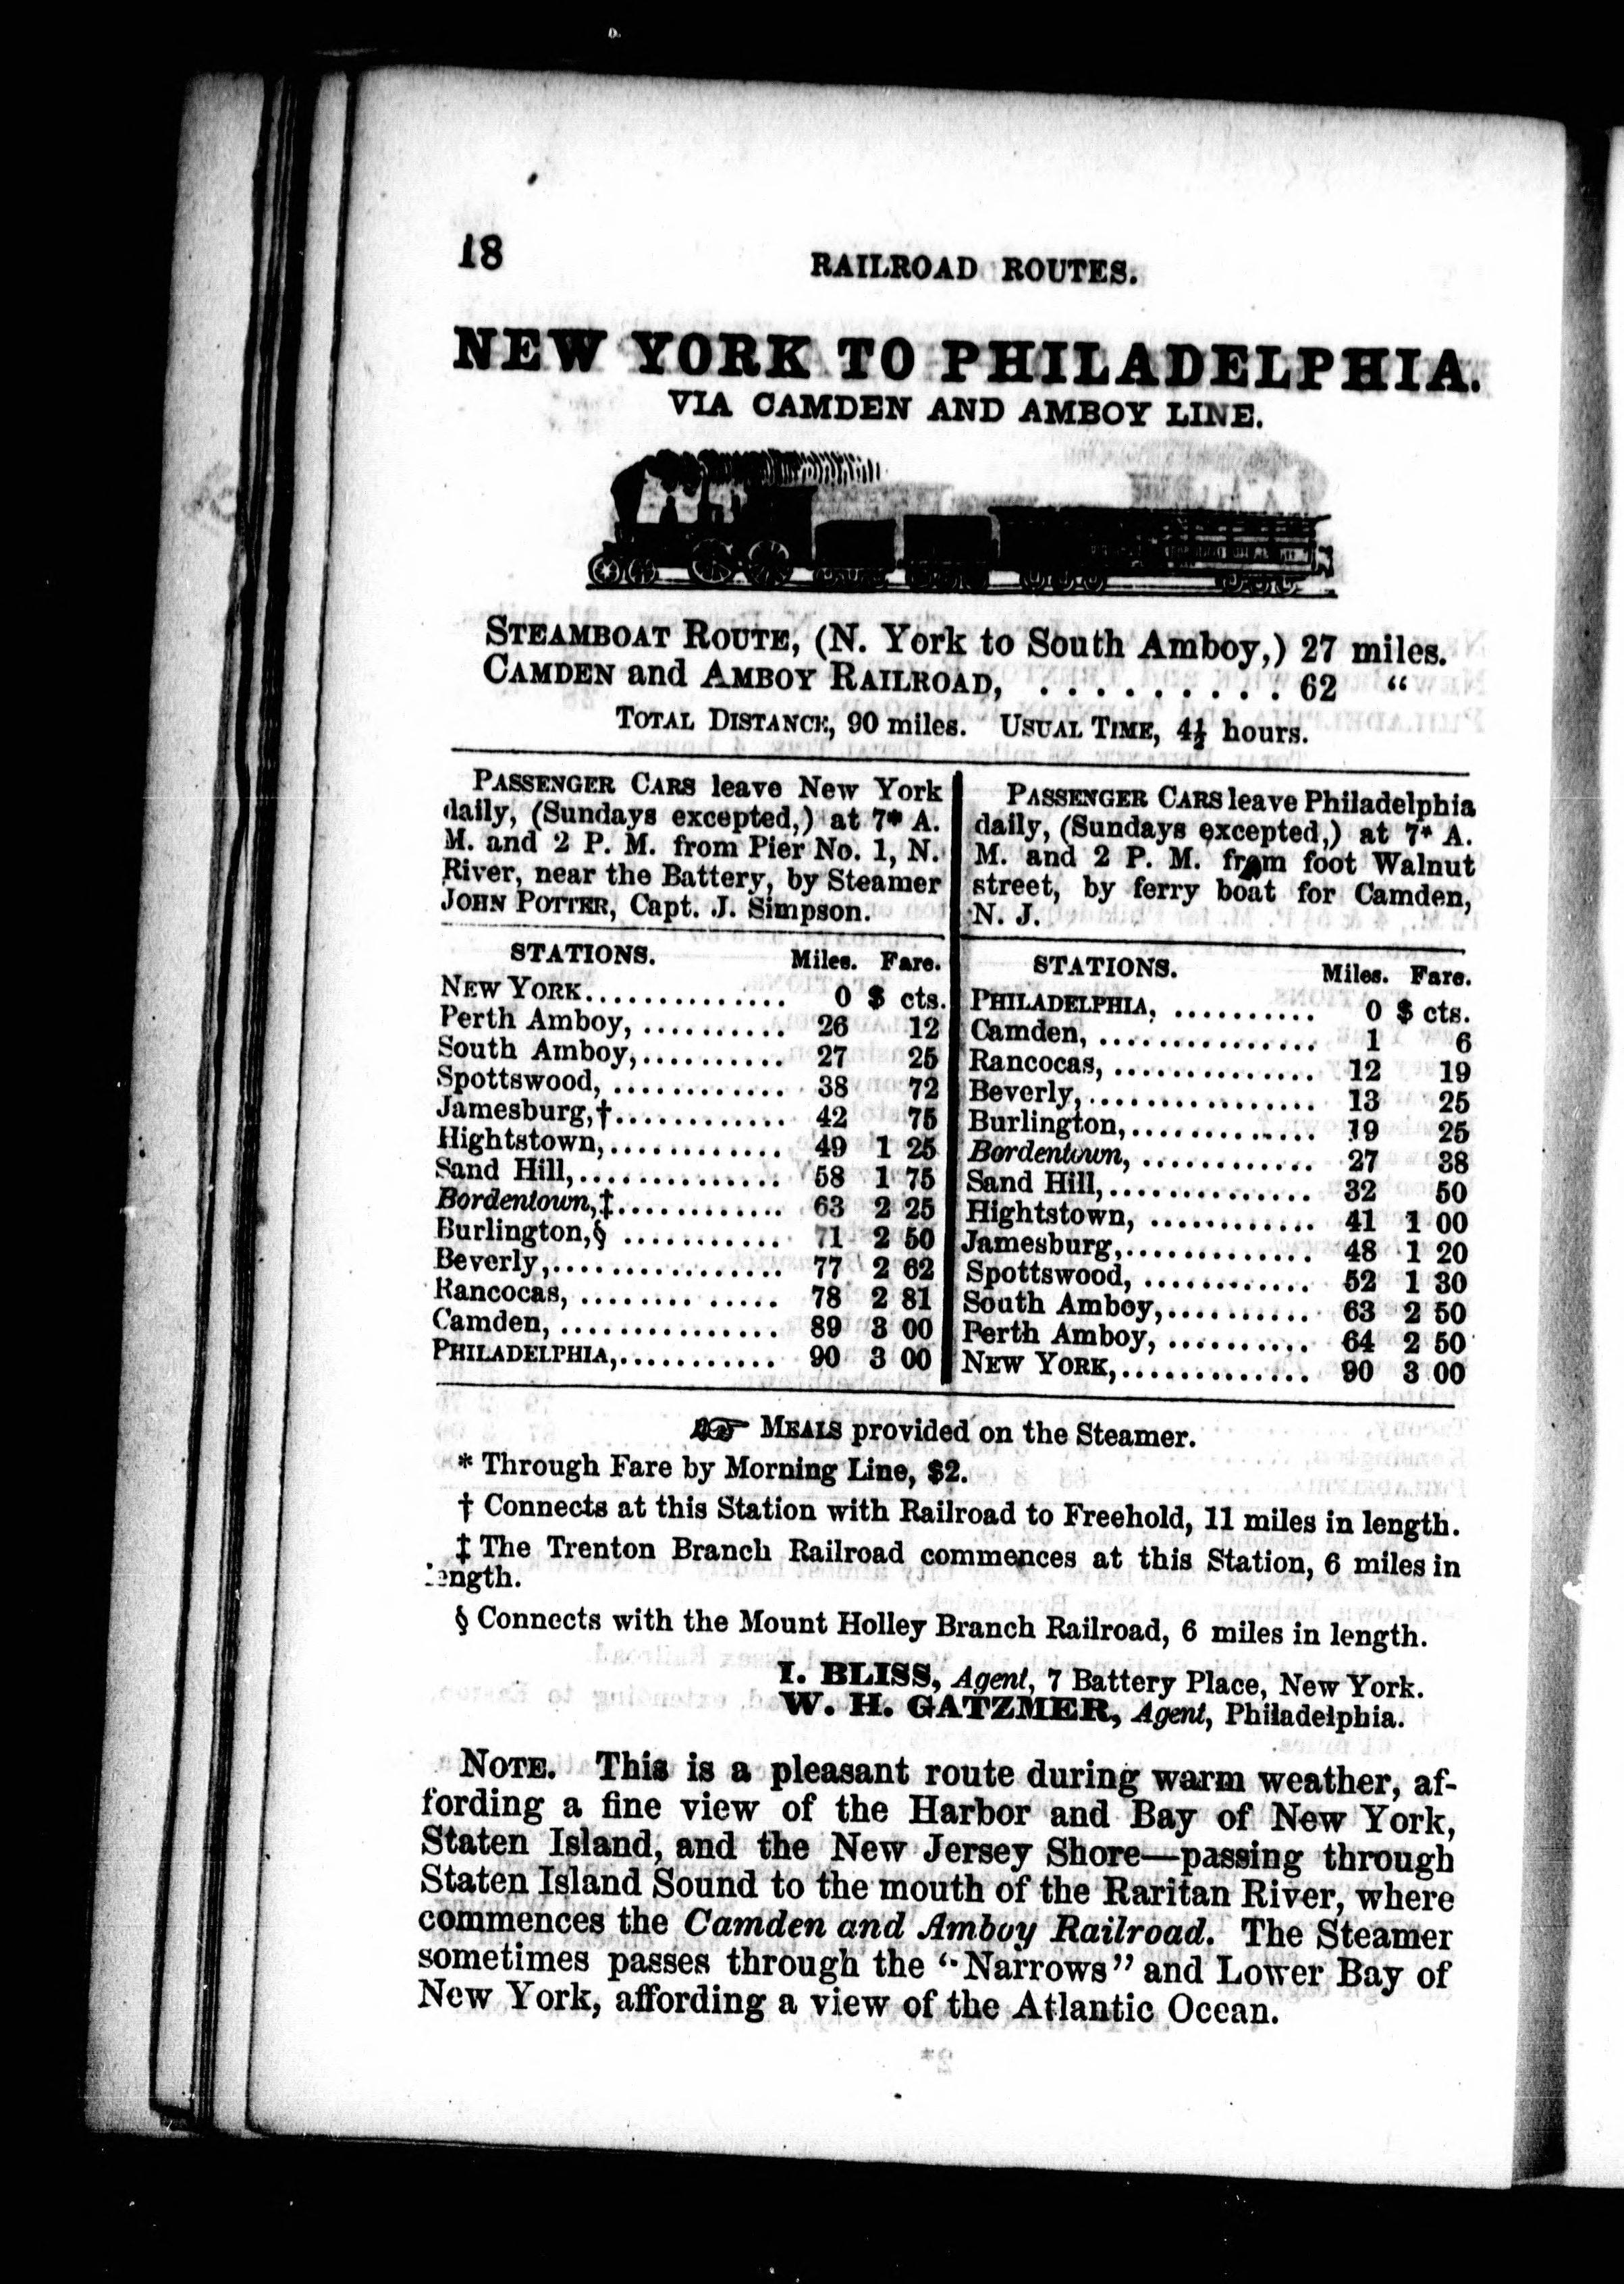 18
RAILROAD ROUTES.
NEW YORK TO PHILADELPHIA.
VIA CAMDEN AND AMBOY LINE.
STEAMBOAT ROUTE, (N. York to South Amboy,) 27 miles.
CAMDEN and AMBOY RAILROAD, . . . . . . . . . . 62 “
TOTAL DISTANCE, 90 miles. USUAL TIME, 4½ hours.
PASSENGER CARS leave New York
daily, (Sundays excepted,) at 7* A.
M. and 2 P. M. from Pier No. 1, N.
River, near the Battery, by Steamer
JOHN POTTER, Capt. J. Simpson.
STATIONS. Miles. Fare.
NEW YORK............... 0 $ cts.
Perth Amboy, .......... 26 12
South Amboy,........... 27 25
Spottswood, ............. 38 72
Jamesburg,†............. 42 75
Hightstown,............. 49 1 25
Sand Hill,............... 58 1 75
Bordentown,‡............. 63 2 25
Burlington,§ ............ 71 2 50
Beverly,................. 77 2 62
Rancocas, ........ ..... 78 2 81
Camden, ................ 89 3 00
PHILADELPHIA,............ 90 3 00
PASSENGER CARS leave Philadelphia
daily, (Sundays excepted,) at 7* A.
M. and 2 P. M. from foot Walnut
street, by ferry boat for Camden,
N. J.
STATIONS. Miles. Fare.
PHILADELPHIA, .......... 0 $ cts.
Camden, ................ 1 6
Rancocas, .............. 12 19
Beverly,................. 13 25
Burlington,.............. 19 25
Bordentown, ............. 27 38
Sand Hill,............... 32 50
Hightstown, ............ 41 1 00
Jamesburg,.............. 48 1 20
Spottswood, ............ 52 1 30
South Amboy,.......... 63 2 50
Perth Amboy, .......... 64 2 50
NEW YORK,............. 90 3 00
☞ MEALS provided on the Steamer.
* Through Fare by Morning Line, $2.
† Connects at this Station with Railroad to Freehold, 11 miles in length.
‡ The Trenton Branch Railroad commences at this Station, 6 miles in
length.
§ Connects with the Mount Holley Branch Railroad, 6 miles in length.
I. BLISS, Agent, 7 Battery Place, New York.
W. H. GATZMER, Agent, Philadelphia.
NOTE. This is a pleasant route during warm weather, af-
fording a fine view of the Harbor and Bay of New York,
Staten Island, and the New Jersey Shore—passing through
Staten Island Sound to the mouth of the Raritan River, where
commences the Camden and Amboy Railroad. The Steamer
sometimes passes through the “Narrows” and Lower Bay of
New York, affording a view of the Atlantic Ocean.